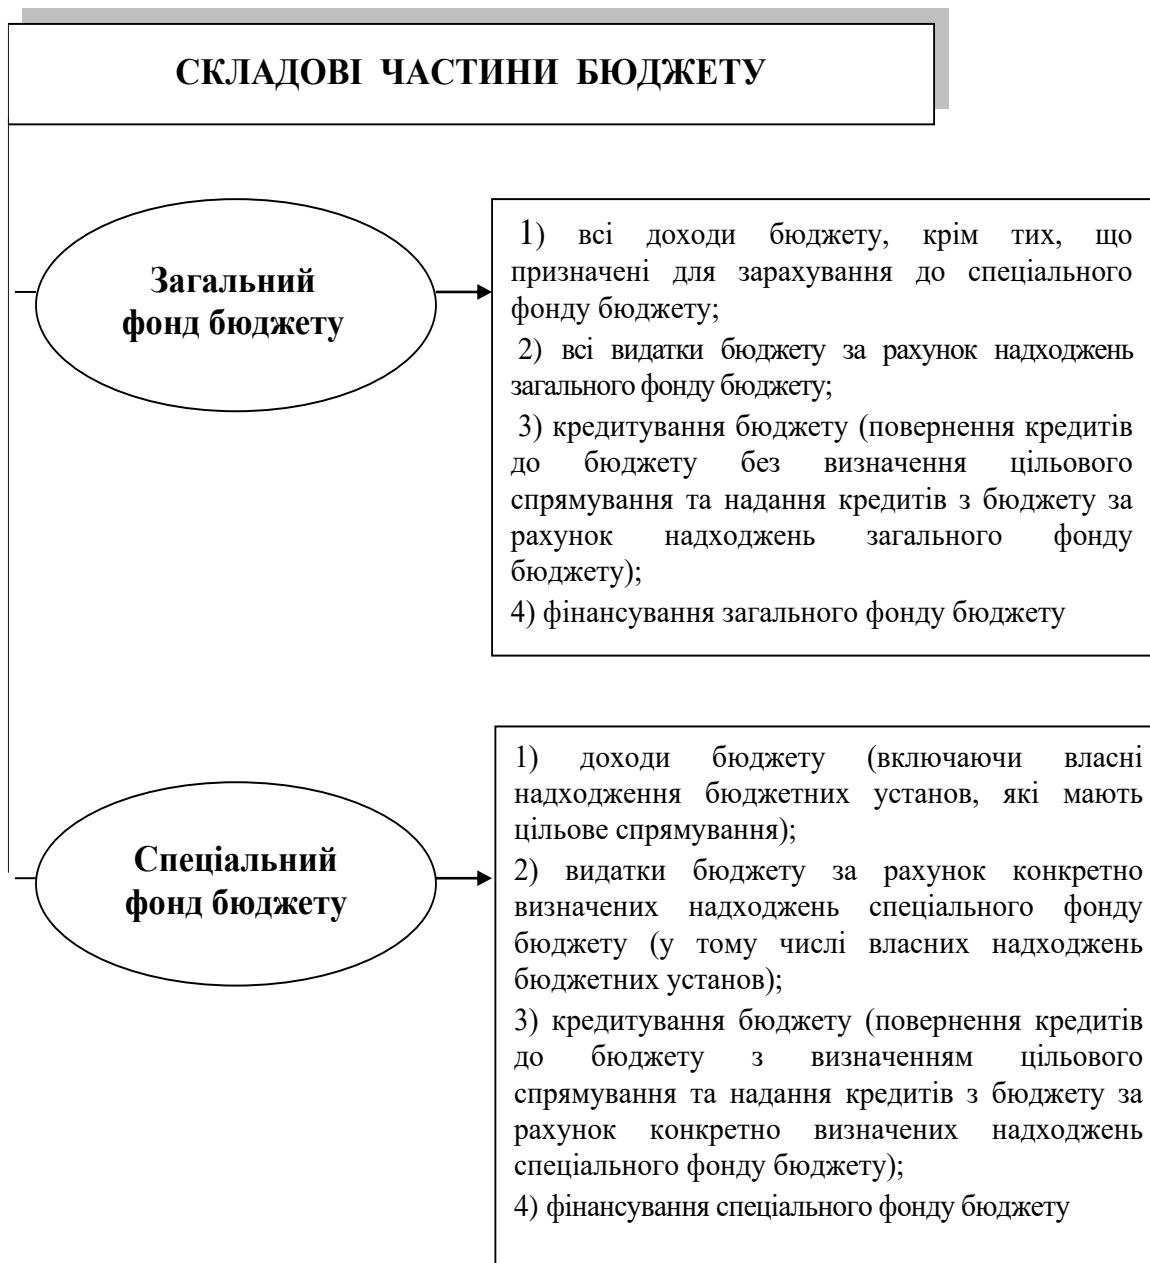 СКЛАДОВІ ЧАСТИНИ БЮДЖЕТУ
Загальний
фонд бюджету
1) всі доходи бюджету, крім тих, що
призначені для зарахування до спеціального
фонду бюджету;
2) всі видатки бюджету за рахунок надходжень
загального фонду бюджету;
3) кредитування бюджету (повернення кредитів
до бюджету без визначення цільового
спрямування та надання кредитів з бюджету за
рахунок надходжень загального фонду
бюджету);
4) фінансування загального фонду бюджету
Спеціальний
фонд бюджету
1) доходи бюджету (включаючи власні
надходження бюджетних установ, які мають
цільове спрямування);
2) видатки бюджету за рахунок конкретно
визначених надходжень спеціального фонду
бюджету (у тому числі власних надходжень
бюджетних установ);
3) кредитування бюджету (повернення кредитів
до бюджету з визначенням цільового
спрямування та надання кредитів з бюджету за
рахунок конкретно визначених надходжень
спеціального фонду бюджету);
4) фінансування спеціального фонду бюджету